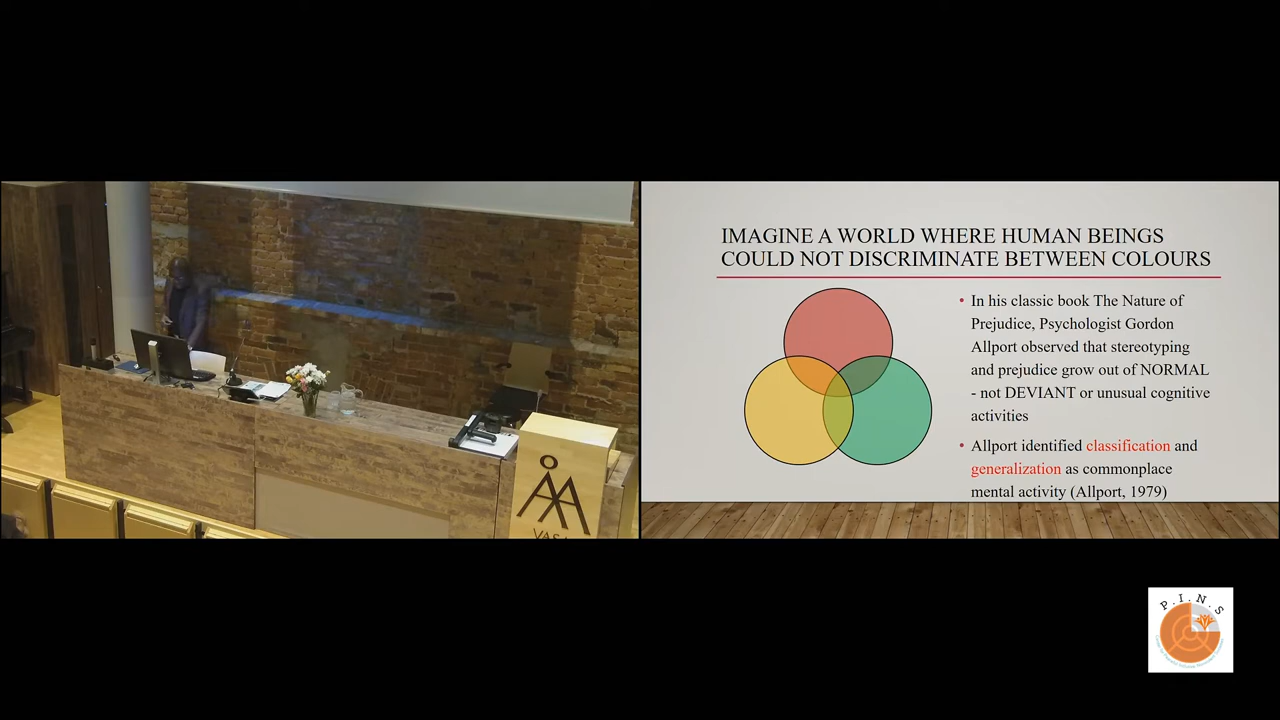 IMAGINE A WORLD WHERE HUMAN BEINGS
COULD NOT DISCRIMINATE BETWEEN COLOURS
• In his classic book The Nature of
Prejudice, Psychologist Gordon
Allport observed that stereotyping
and prejudice grow out of NORMAL
- not DEVIANT or unusual cognitive
activities
• Allport identified classification and
generalization as commonplace
mental activity (Allport, 1979)
ÅA
P.I.N.S